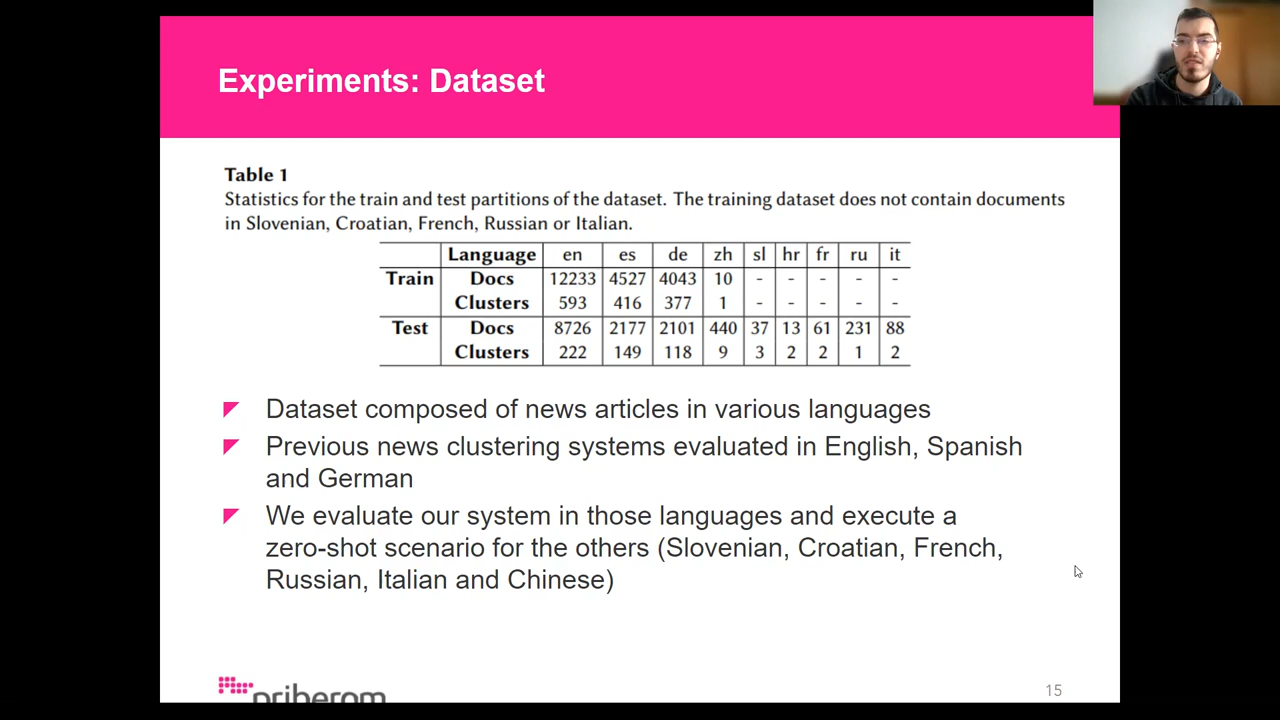 Experiments: Dataset
Table 1
Statistics for the train and test partitions of the dataset. The training dataset does not contain documents
in Slovenian, Croatian, French, Russian or Italian.
Language en es de zh sl hr fr ru it
Train Docs 12233 4527 4043 10 - - - - -
Clusters 593 416 377 1 - - - - -
Test Docs 8726 2177 2101 440 37 13 61 231 88
Clusters 222 149 118 9 3 2 2 1 2
Dataset composed of news articles in various languages
Previous news clustering systems evaluated in English, Spanish
and German
We evaluate our system in those languages and execute a
zero-shot scenario for the others (Slovenian, Croatian, French,
Russian, Italian and Chinese)
priberam
15